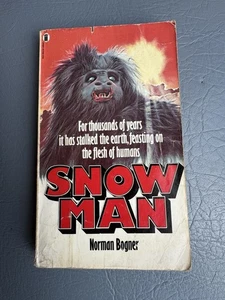 For thousands of years
it has stalked the earth, feasting on
the flesh of humans
SNOW
MAN
Norman Bogner